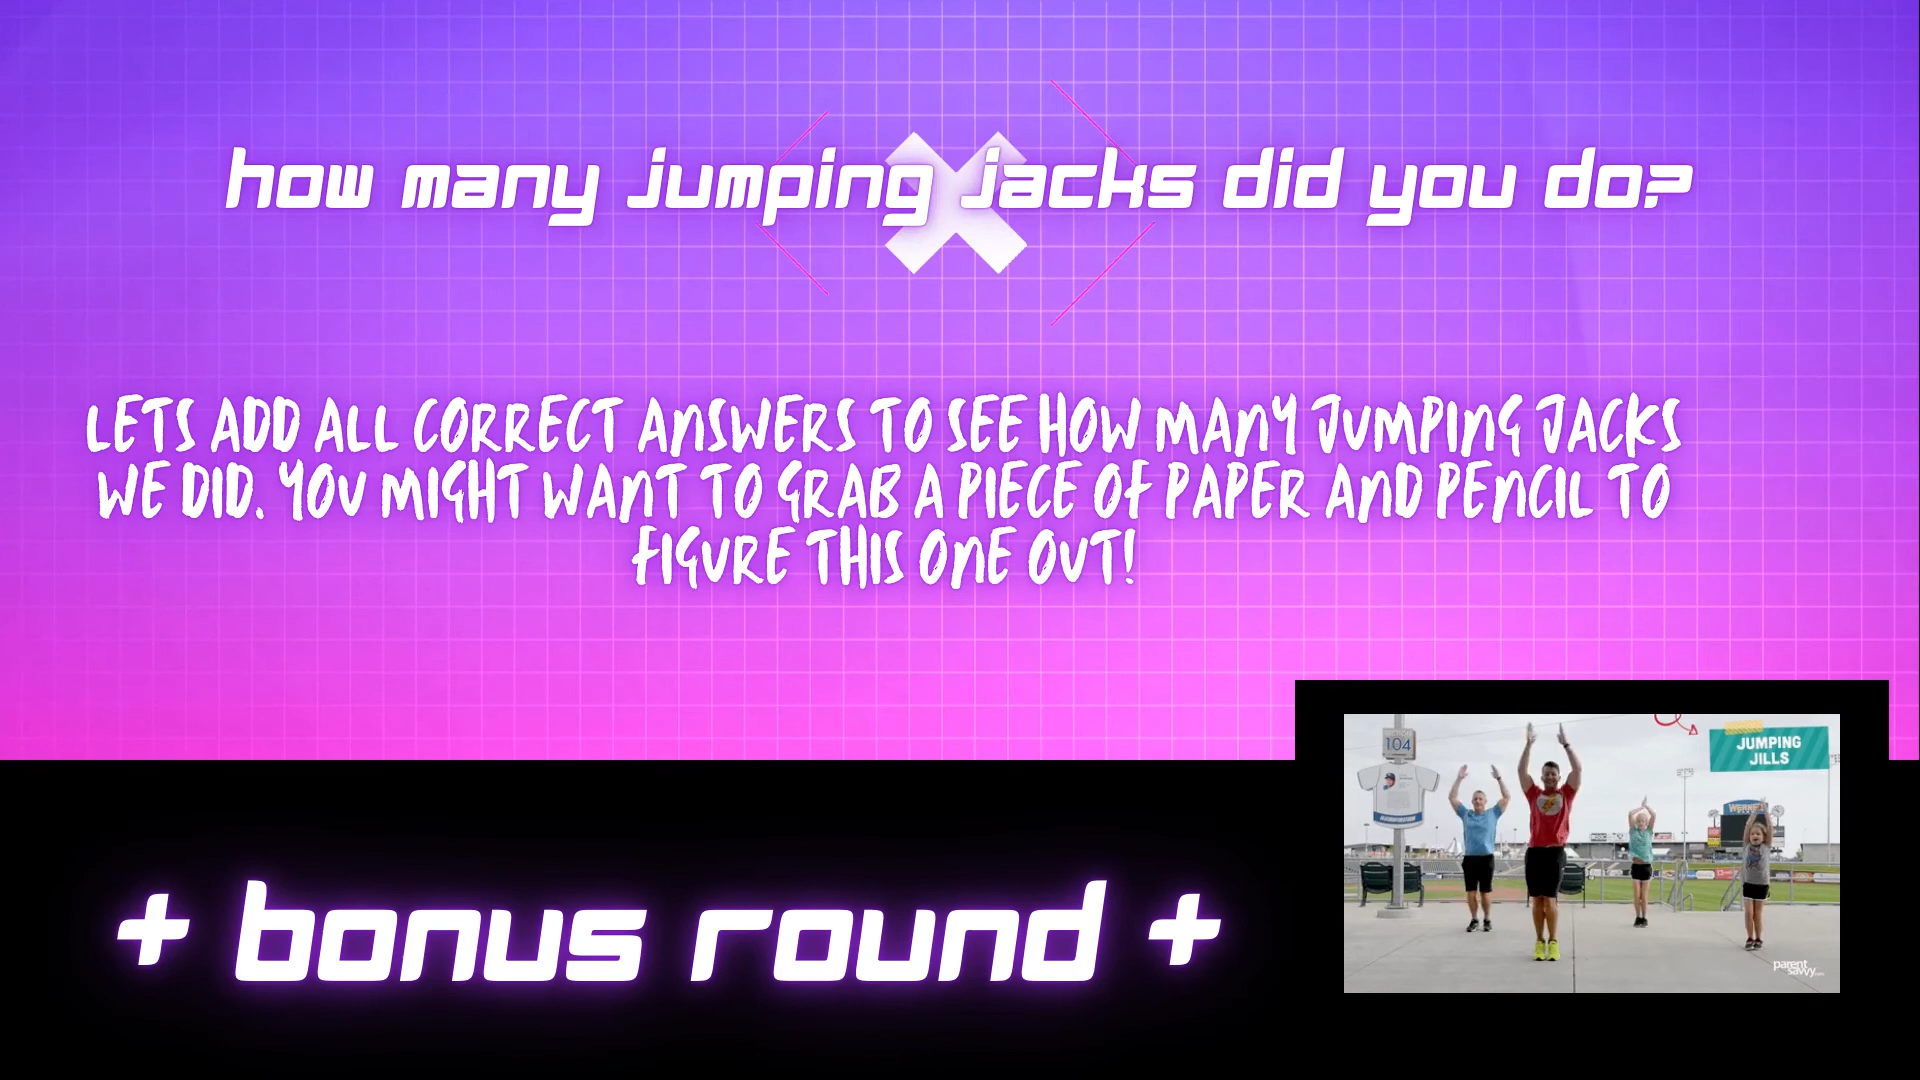 how many jumping jacks did you do?
LETS ADD ALL CORRECT ANSWERS TO SEE HOW MANY JUMPING JACKS
WE DID. YOU MIGHT WANT TO GRAB A PIECE OF PAPER AND PENCIL TO
FIGURE THIS ONE OUT!
104
JUMPING
JILLS
WERNER
+ bonus round +
parent
savvy.com